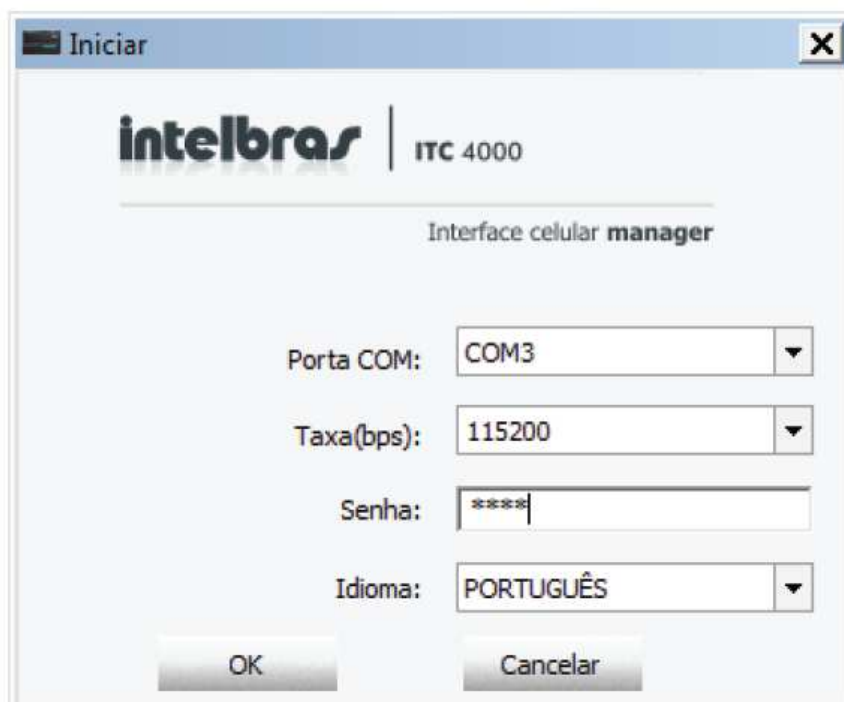 Iniciar
intelbras ITC 4000
Interface celular manager
Porta COM: COM3
Taxa(bps): 115200
Senha: ****
Idioma: PORTUGUÊS
OK Cancelar